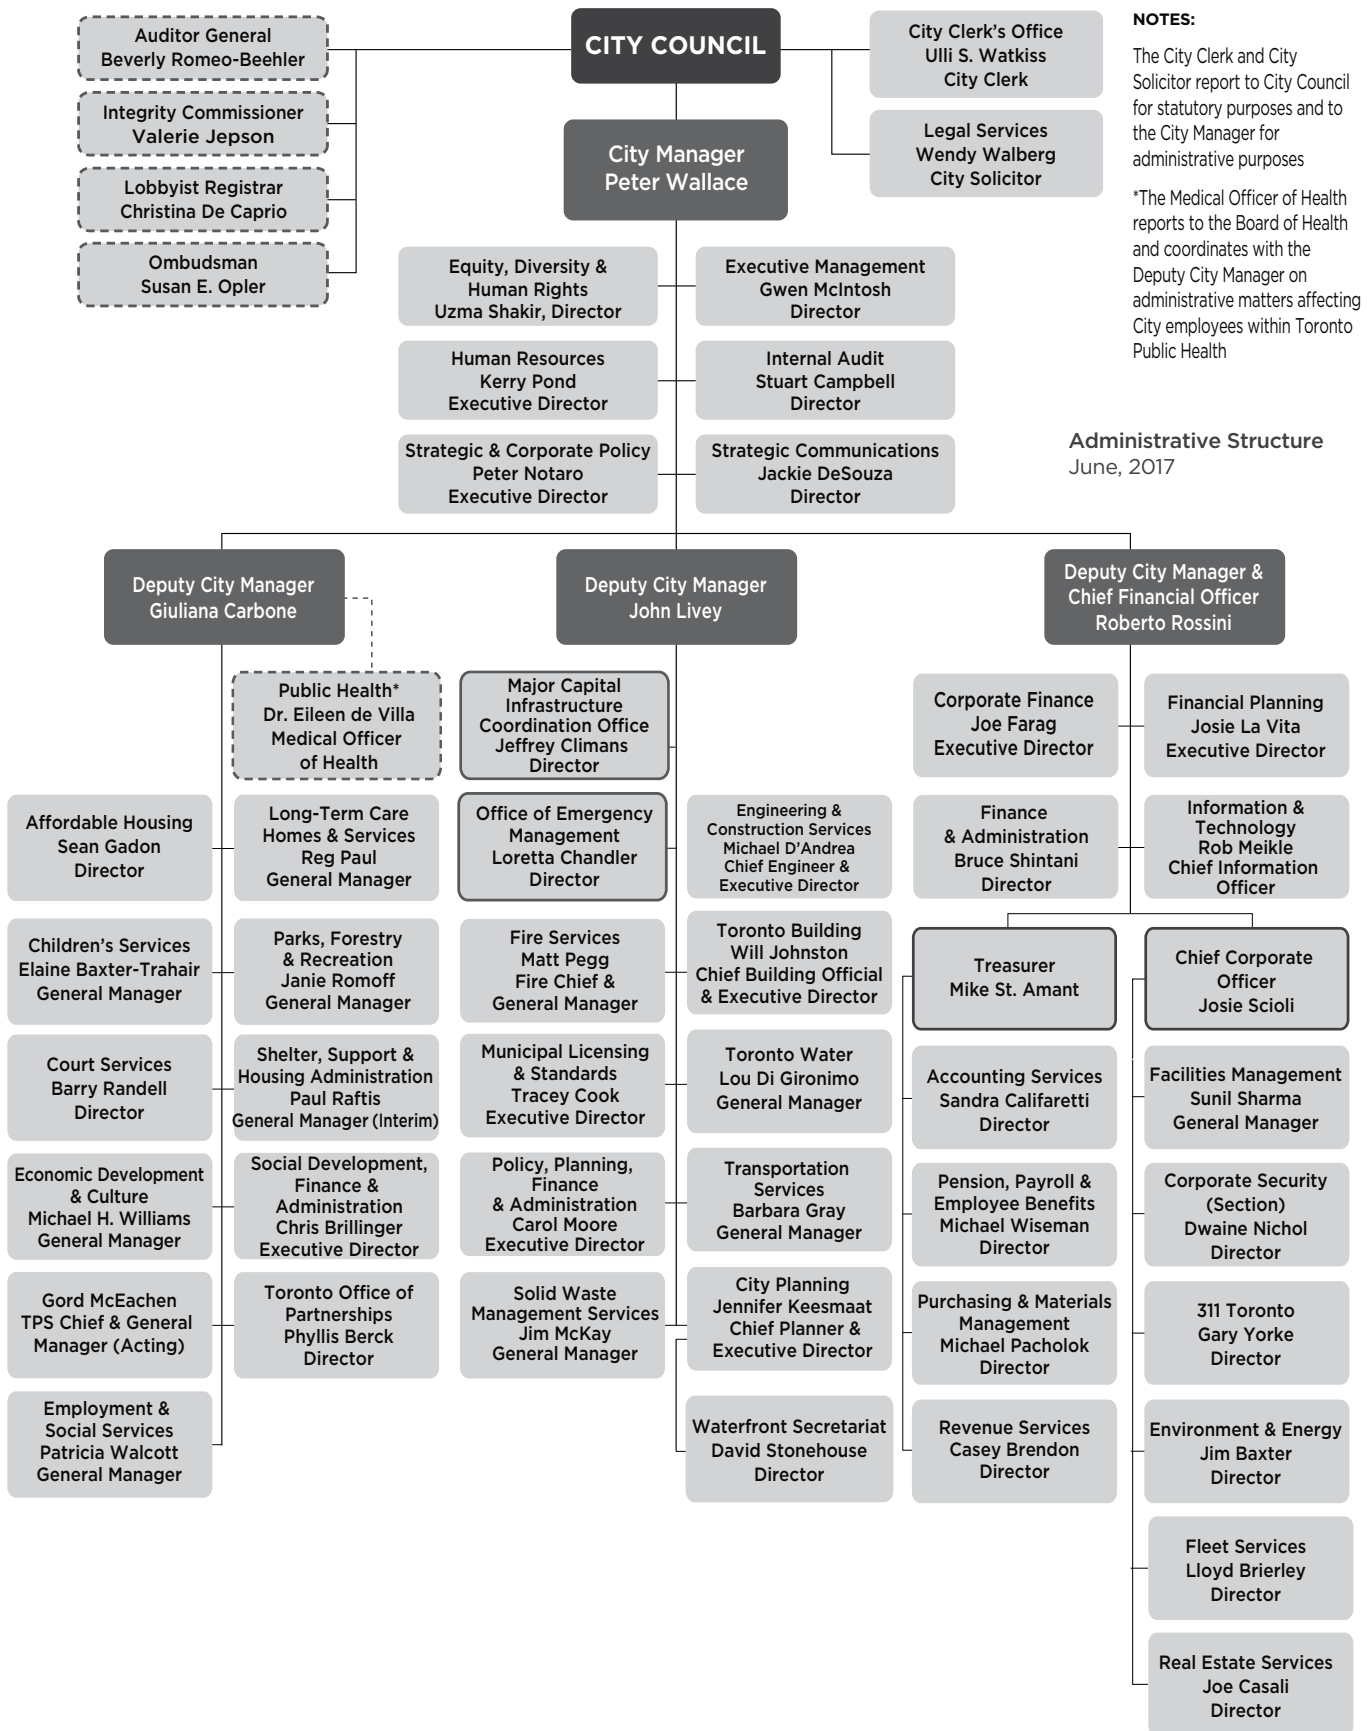 CITY COUNCIL
Auditor General
Beverly Romeo-Beehler
Integrity Commissioner
Valerie Jepson
Lobbyist Registrar
Christina De Caprio
Ombudsman
Susan E. Opler
City Clerk's Office
Ulli S. Watkiss
City Clerk
Legal Services
Wendy Walberg
City Solicitor
NOTES:
The City Clerk and City
Solicitor report to City Council
for statutory purposes and to
the City Manager for
administrative purposes
*The Medical Officer of Health
reports to the Board of Health
and coordinates with the
Deputy City Manager on
administrative matters affecting
City employees within Toronto
Public Health
Administrative Structure
June, 2017
City Manager
Peter Wallace
Equity, Diversity &
Human Rights
Uzma Shakir, Director
Executive Management
Gwen McIntosh
Director
Human Resources
Kerry Pond
Executive Director
Internal Audit
Stuart Campbell
Director
Strategic & Corporate Policy
Peter Notaro
Executive Director
Strategic Communications
Jackie DeSouza
Director
Deputy City Manager
Giuliana Carbone
Public Health*
Dr. Eileen de Villa
Medical Officer
of Health
Affordable Housing
Sean Gadon
Director
Long-Term Care
Homes & Services
Reg Paul
General Manager
Children's Services
Elaine Baxter-Trahair
General Manager
Parks, Forestry
& Recreation
Janie Romoff
General Manager
Court Services
Barry Randell
Director
Shelter, Support &
Housing Administration
Paul Raftis
General Manager (Interim)
Economic Development
& Culture
Michael H. Williams
General Manager
Social Development,
Finance &
Administration
Chris Brillinger
Executive Director
Gord McEachen
TPS Chief & General
Manager (Acting)
Toronto Office of
Partnerships
Phyllis Berck
Director
Employment &
Social Services
Patricia Walcott
General Manager
Deputy City Manager
John Livey
Major Capital
Infrastructure
Coordination Office
Jeffrey Climans
Director
Office of Emergency
Management
Loretta Chandler
Director
Engineering &
Construction Services
Michael D'Andrea
Chief Engineer &
Executive Director
Fire Services
Matt Pegg
Fire Chief &
General Manager
Toronto Building
Will Johnston
Chief Building Official
& Executive Director
Municipal Licensing
& Standards
Tracey Cook
Executive Director
Toronto Water
Lou Di Gironimo
General Manager
Policy, Planning,
Finance
& Administration
Carol Moore
Executive Director
Transportation
Services
Barbara Gray
General Manager
Solid Waste
Management Services
Jim McKay
General Manager
City Planning
Jennifer Keesmaat
Chief Planner &
Executive Director
Waterfront Secretariat
David Stonehouse
Director
Deputy City Manager &
Chief Financial Officer
Roberto Rossini
Corporate Finance
Joe Farag
Executive Director
Financial Planning
Josie La Vita
Executive Director
Finance
& Administration
Bruce Shintani
Director
Information &
Technology
Rob Meikle
Chief Information
Officer
Treasurer
Mike St. Amant
Accounting Services
Sandra Califaretti
Director
Pension, Payroll &
Employee Benefits
Michael Wiseman
Director
Purchasing & Materials
Management
Michael Pacholok
Director
Revenue Services
Casey Brendon
Director
Chief Corporate
Officer
Josie Scioli
Facilities Management
Sunil Sharma
General Manager
Corporate Security
(Section)
Dwaine Nichol
Director
311 Toronto
Gary Yorke
Director
Environment & Energy
Jim Baxter
Director
Fleet Services
Lloyd Brierley
Director
Real Estate Services
Joe Casali
Director